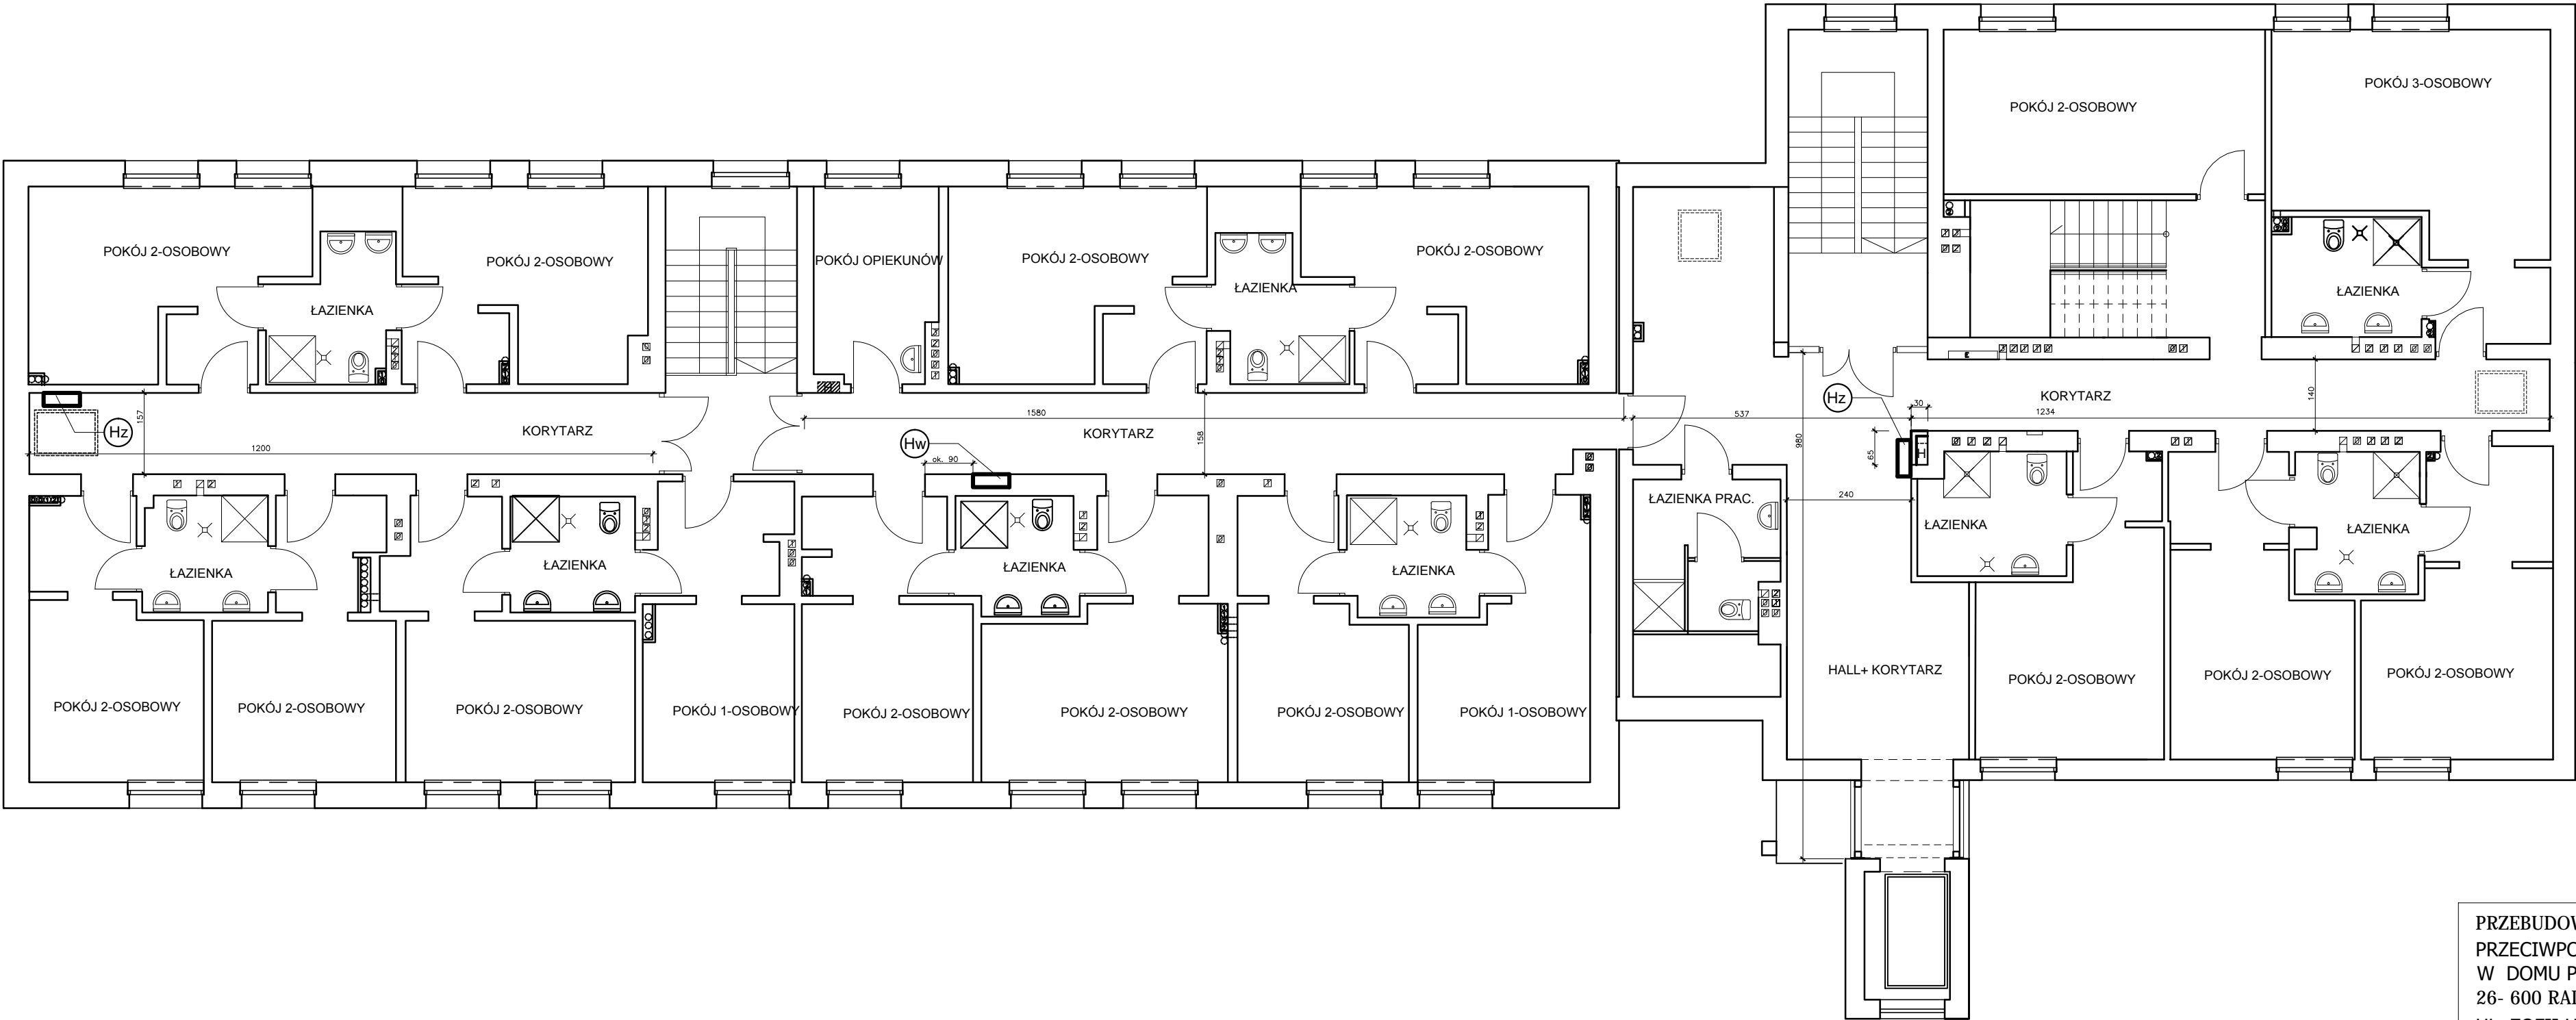 POKÓJ 3-OSOBOWY
POKÓJ 2-OSOBOWY
POKÓJ 2-OSOBOWY
POKÓJ 2-OSOBOWY
POKÓJ OPIEKUNÓW
POKÓJ 2-OSOBOWY
POKÓJ 2-OSOBOWY
ŁAZIENKA
ŁAZIENKA
ŁAZIENKA
Hz
157
1200
KORYTARZ
1580
KORYTARZ
158
Hw
ok. 90
537
980
Hz
30
1234
KORYTARZ
140
65
240
ŁAZIENKA
ŁAZIENKA
ŁAZIENKA
ŁAZIENKA
ŁAZIENKA PRAC.
ŁAZIENKA
ŁAZIENKA
POKÓJ 2-OSOBOWY
POKÓJ 2-OSOBOWY
POKÓJ 2-OSOBOWY
POKÓJ 1-OSOBOWY
POKÓJ 2-OSOBOWY
POKÓJ 2-OSOBOWY
POKÓJ 2-OSOBOWY
POKÓJ 1-OSOBOWY
HALL+ KORYTARZ
POKÓJ 2-OSOBOWY
POKÓJ 2-OSOBOWY
POKÓJ 2-OSOBOWY
PRZEBUDOW
PRZECIWPO
W DOMU P
26- 600 RAD